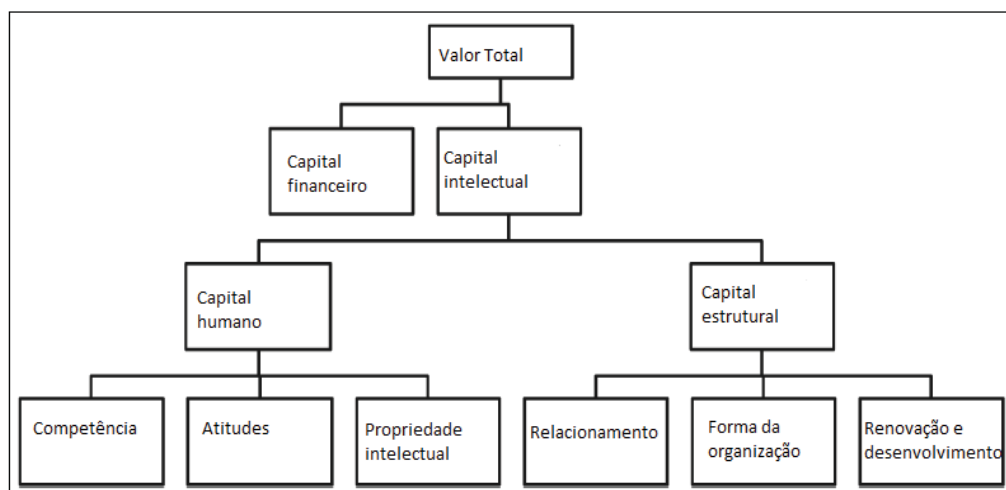 Valor Total
Capital
financeiro
Capital
intelectual
Capital
humano
Capital
estrutural
Competência
Atitudes
Propriedade
intelectual
Relacionamento
Forma da
organização
Renovação e
desenvolvimento